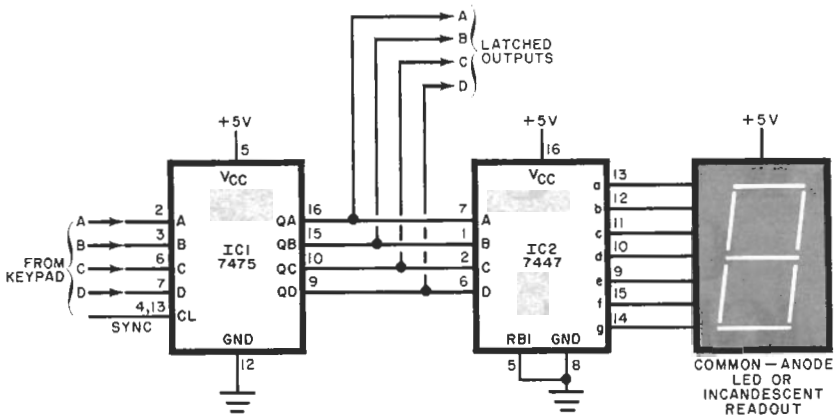 A
B
C
D
LATCHED
OUTPUTS
+5V
5
VCC
+5V
16
VCC
+5V
FROM
KEYPAD
A
B
C
D
2
3
6
7
4,13
SYNC
A
B
C
D
CL
IC1
7475
GND
12
QA
QB
QC
QD
16
15
10
9
7
1
2
6
A
B
C
D
IC2
7447
RBI
GND
5
8
a
b
c
d
e
f
g
13
12
11
10
9
15
14
COMMON-ANODE
LED OR
INCANDESCENT
READOUT